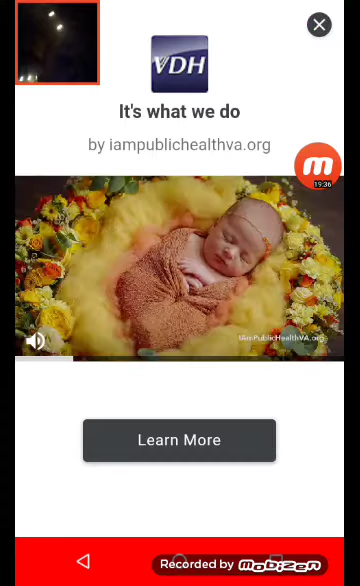 VDH
It's what we do
by iampublichealthva.org
m
19:36
IAmPublicHealthVA.org
Learn More
Recorded by mobizen